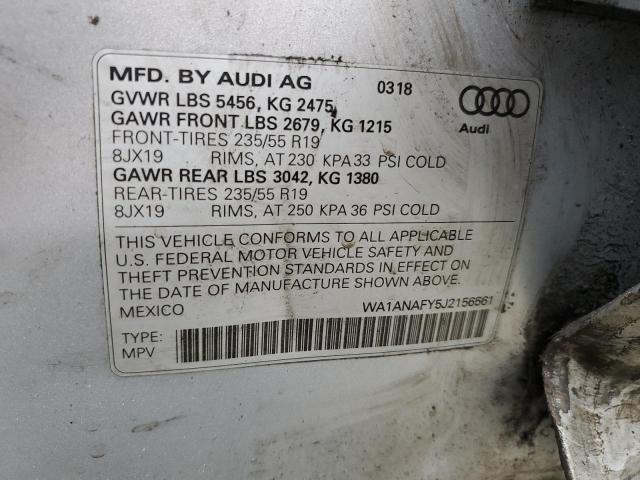 MFD. BY AUDI AG 0318
GVWR LBS 5456, KG 2475,
GAWR FRONT LBS 2679, KG 1215
FRONT-TIRES 235/55 R19
8JX19 RIMS, AT 230 KPA 33 PSI COLD
GAWR REAR LBS 3042, KG 1380
REAR-TIRES 235/55 R19
8JX19 RIMS, AT 250 KPA 36 PSI COLD
Audi
THIS VEHICLE CONFORMS TO ALL APPLICABLE
U.S. FEDERAL MOTOR VEHICLE SAFETY AND
THEFT PREVENTION STANDARDS IN EFFECT ON
THE DATE OF MANUFACTURE SHOWN ABOVE.
MEXICO WA1ANAFY5J2156561
TYPE:
MPV